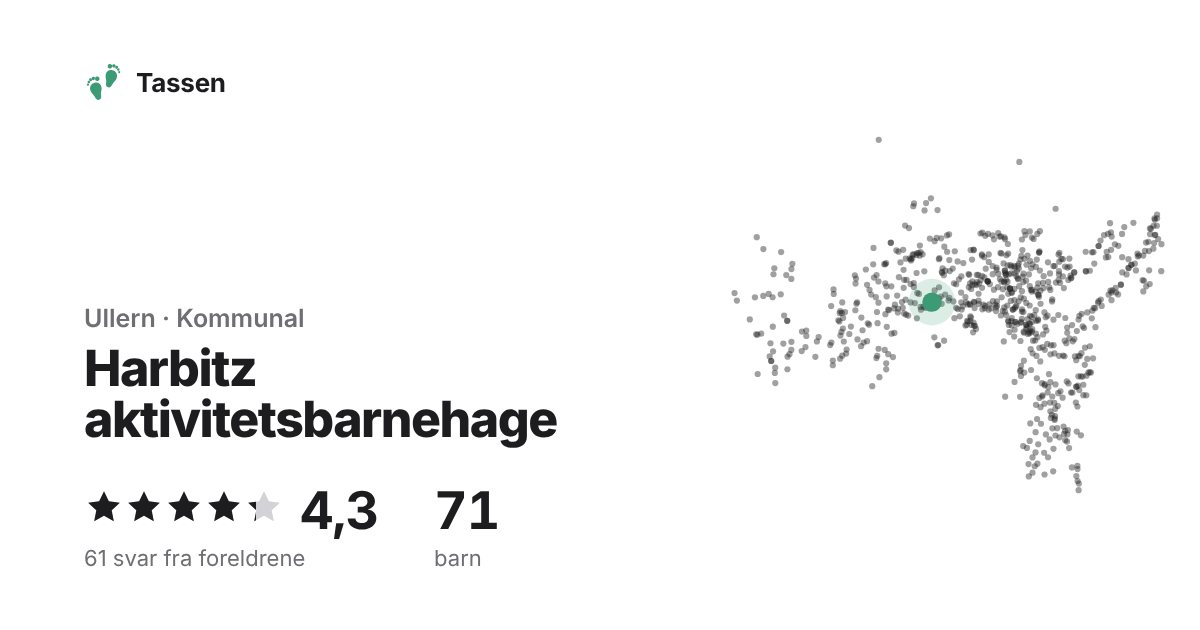 Tassen
Ullern · Kommunal
Harbitz
aktivitetsbarnehage
4,3
71
61 svar fra foreldrene
barn